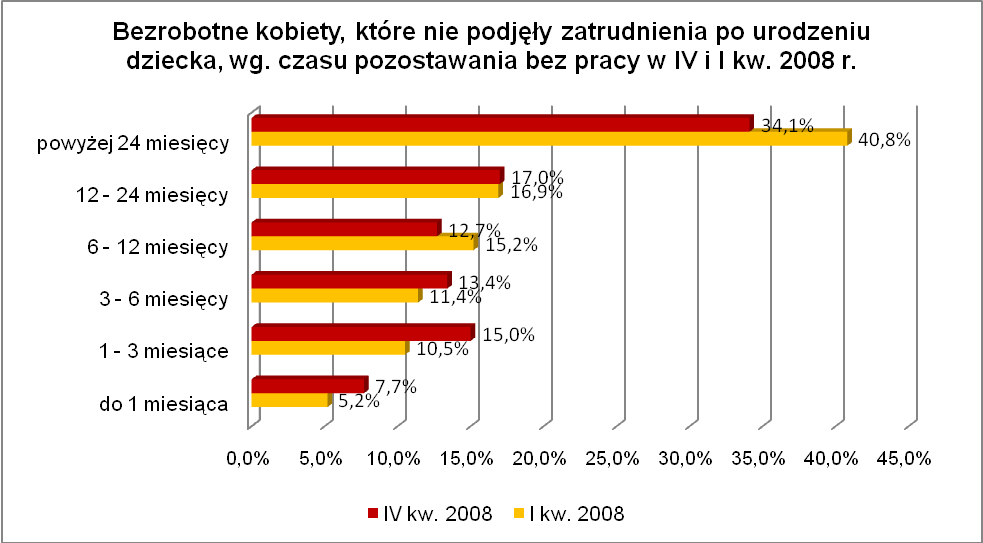 Bezrobotne kobiety, które nie podjęły zatrudnienia po urodzeniu
dziecka, wg. czasu pozostawania bez pracy w IV i I kw. 2008 r.
powyżej 24 miesięcy
34,1%
40,8%
12 - 24 miesięcy
17,0%
16,9%
6 - 12 miesięcy
12,7%
15,2%
3 - 6 miesięcy
13,4%
11,4%
1 - 3 miesiące
15,0%
10,5%
do 1 miesiąca
7,7%
5,2%
0,0% 5,0% 10,0% 15,0% 20,0% 25,0% 30,0% 35,0% 40,0% 45,0%
IV kw. 2008 I kw. 2008